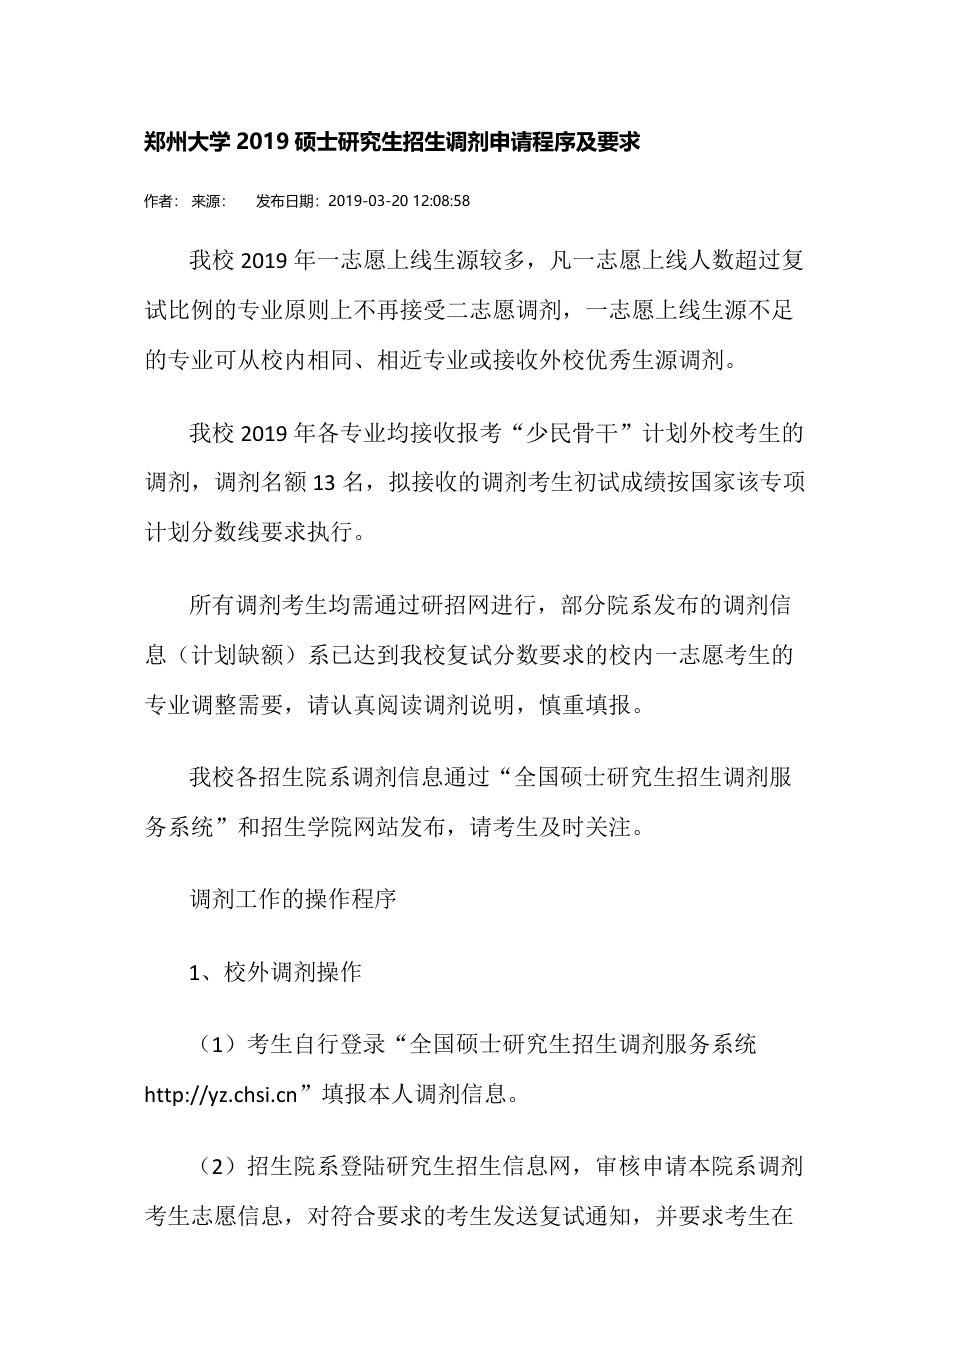 郑州大学 2019 硕士研究生招生调剂申请程序及要求
作者： 来源： 发布日期：2019-03-20 12:08:58
我校 2019 年一志愿上线生源较多，凡一志愿上线人数超过复
试比例的专业原则上不再接受二志愿调剂，一志愿上线生源不足
的专业可从校内相同、相近专业或接收外校优秀生源调剂。
我校 2019 年各专业均接收报考“少民骨干”计划外校考生的
调剂，调剂名额 13 名，拟接收的调剂考生初试成绩按国家该专项
计划分数线要求执行。
所有调剂考生均需通过研招网进行，部分院系发布的调剂信
息（计划缺额）系已达到我校复试分数要求的校内一志愿考生的
专业调整需要，请认真阅读调剂说明，慎重填报。
我校各招生院系调剂信息通过“全国硕士研究生招生调剂服
务系统”和招生学院网站发布，请考生及时关注。
调剂工作的操作程序
1、校外调剂操作
（1）考生自行登录“全国硕士研究生招生调剂服务系统
http://yz.chsi.cn”填报本人调剂信息。
（2）招生院系登陆研究生招生信息网，审核申请本院系调剂
考生志愿信息，对符合要求的考生发送复试通知，并要求考生在